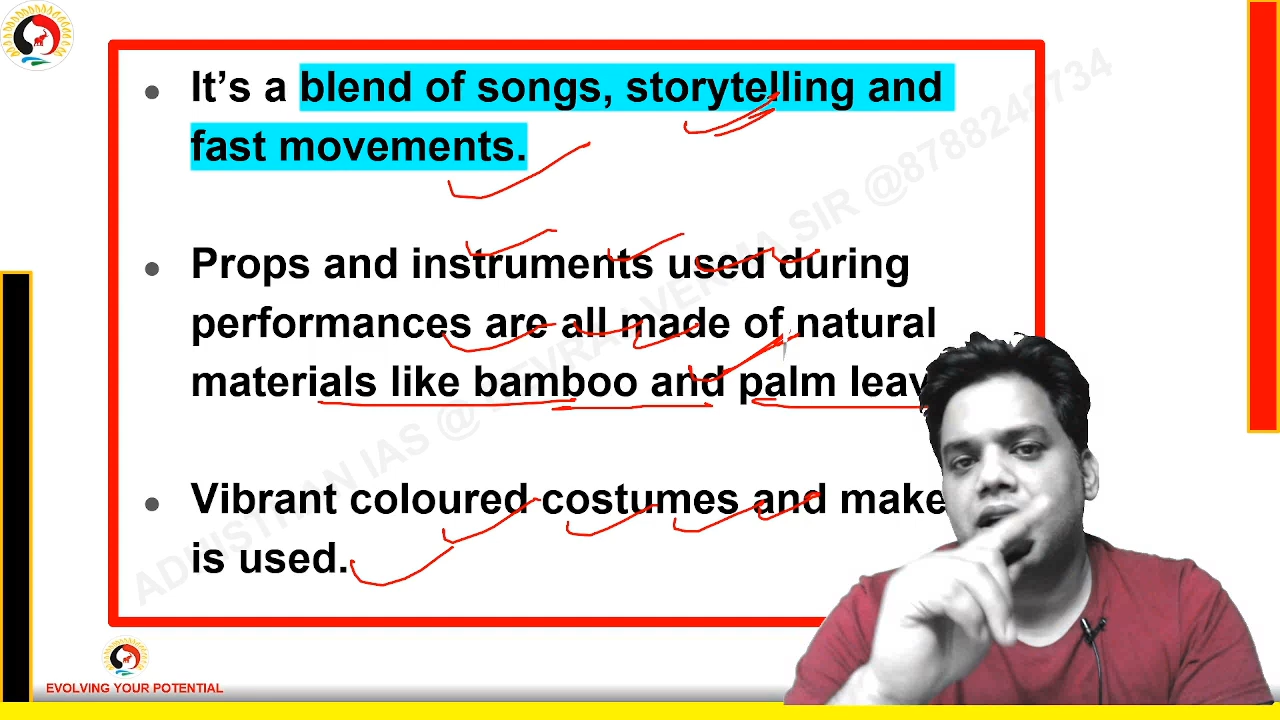 • It’s a blend of songs, storytelling and
fast movements.
• Props and instruments used during
performances are all made of natural
materials like bamboo and palm
• Vibrant coloured costumes and make
is used.
EVOLVING YOUR POTENTIAL